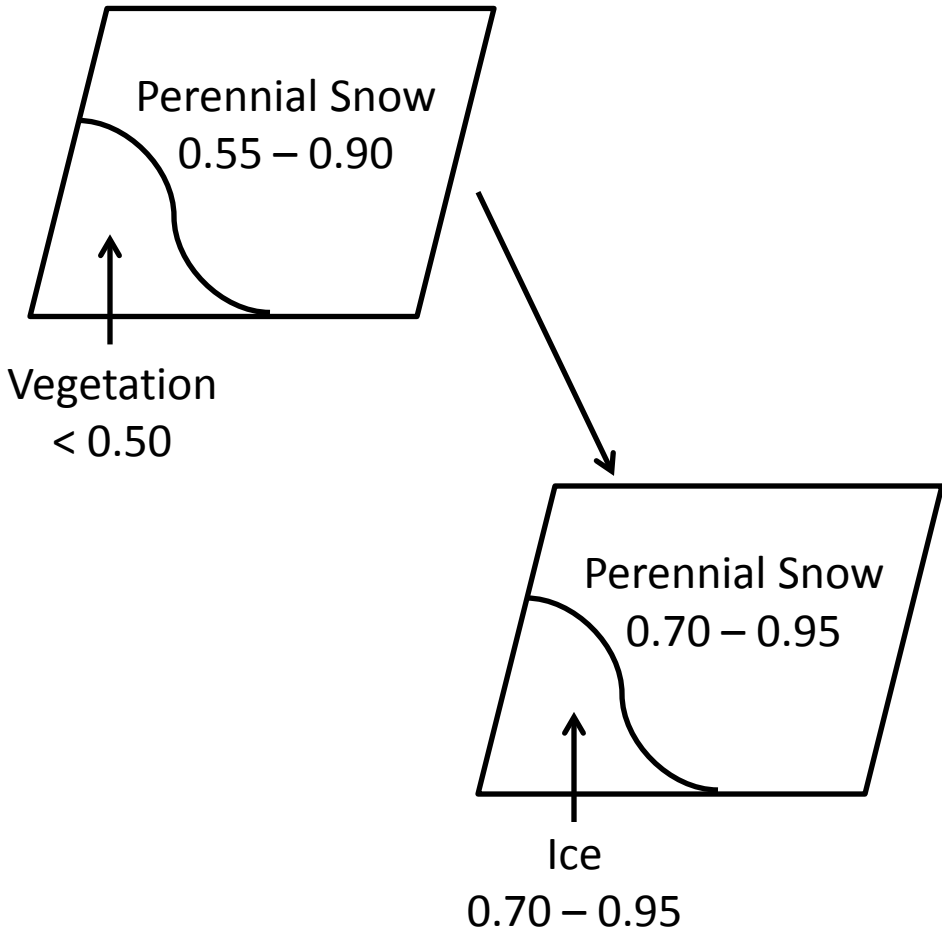 Perennial Snow
0.55 – 0.90
Vegetation
< 0.50
Perennial Snow
0.70 – 0.95
Ice
0.70 – 0.95